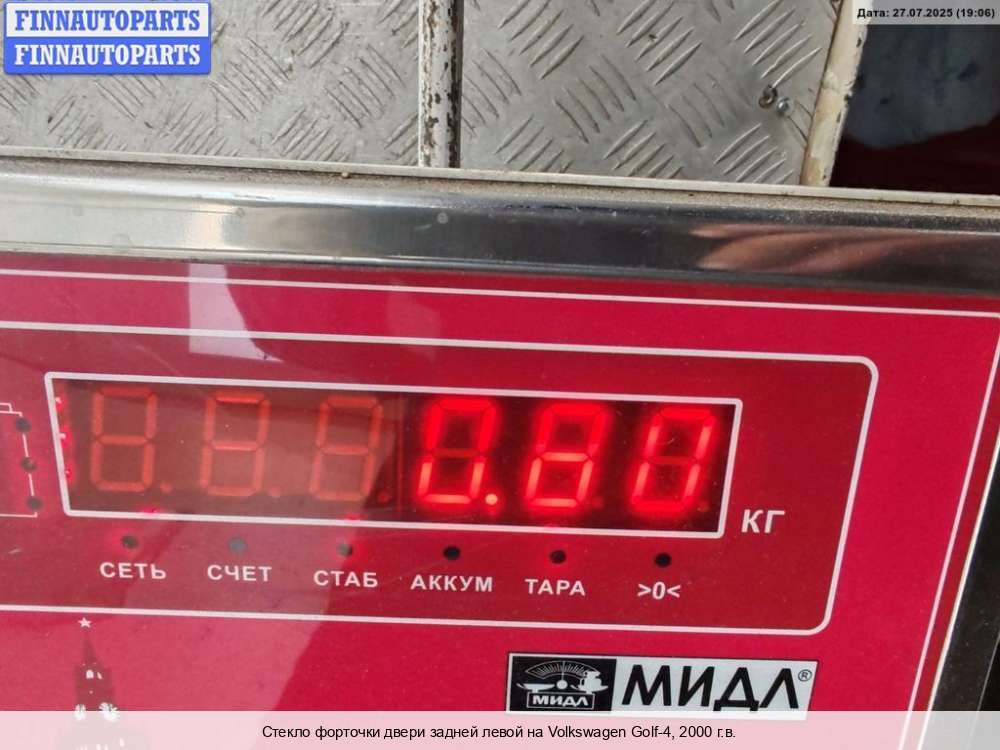 FINNAUTOPARTS
FINNAUTOPARTS
Дата: 27.07.2025 (19:06)
0.80
КГ
СЕТЬ СЧЕТ СТАБ АККУМ ТАРА >0<
МИДЛ МИДЛ®
Стекло форточки двери задней левой на Volkswagen Golf-4, 2000 г.в.